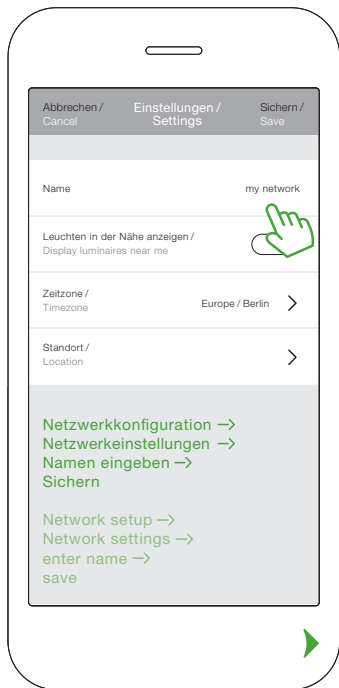 Abbrechen / Einstellungen / Sichern /
Cancel Settings Save
Name my network
Leuchten in der Nähe anzeigen /
Display luminaires near me
Zeitzone /
Timezone Europe / Berlin
Standort /
Location
Netzwerkkonfiguration —>
Netzwerkeinstellungen —>
Namen eingeben —>
Sichern
Network setup —>
Network settings —>
enter name —>
save